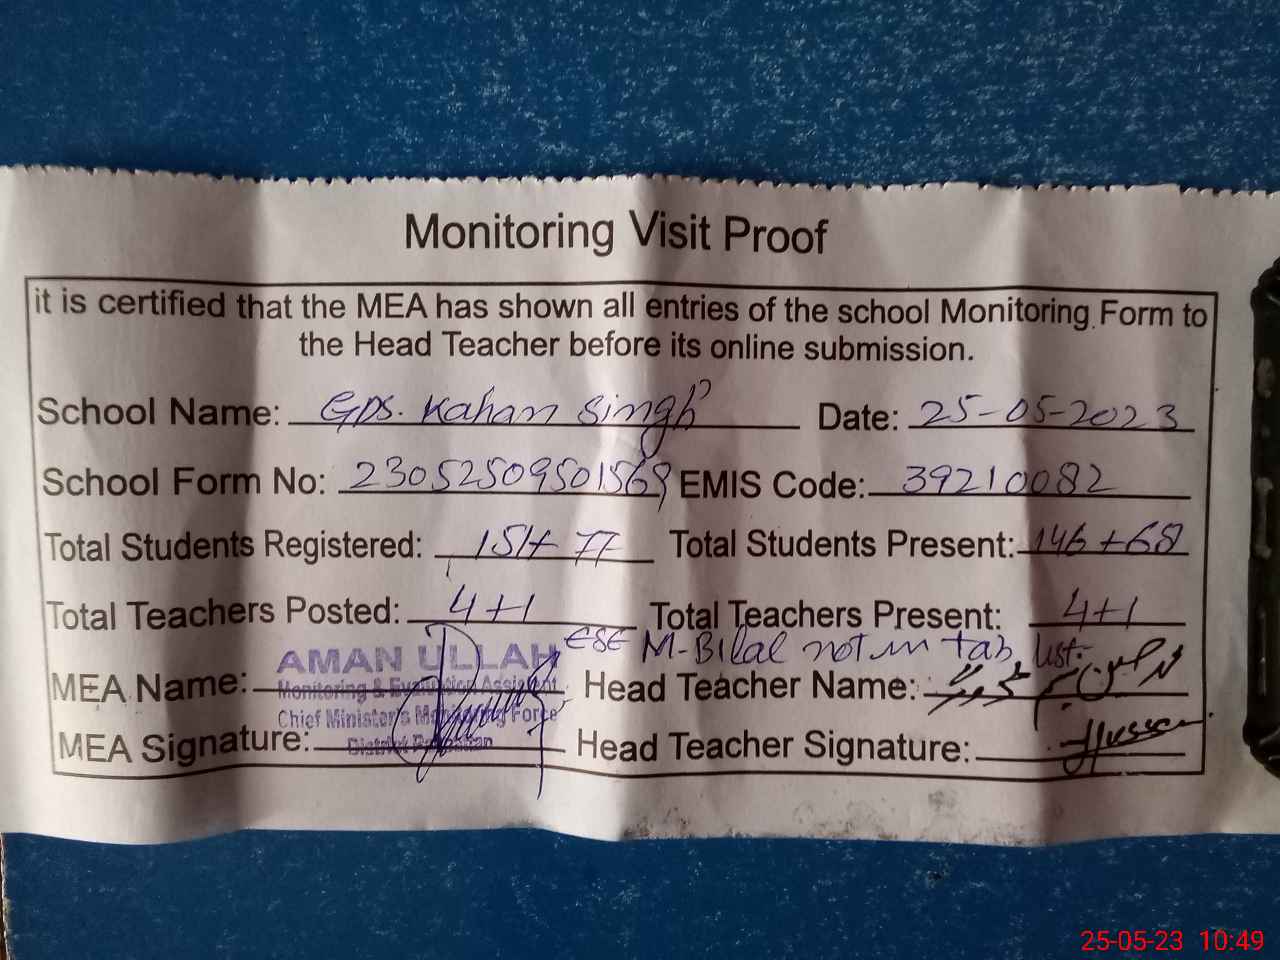 Monitoring Visit Proof
it is certified that the MEA has shown all entries of the school Monitoring Form to
the Head Teacher before its online submission.
School Name: GPS. Kahan Singh Date: 25-05-2023
School Form No: 23052509501569 EMIS Code: 39210082
Total Students Registered: 151+77 Total Students Present: 146+68
Total Teachers Posted: 4+1 Total Teachers Present: 4+1
ESE M-Bilal not in tab list.
MEA Name: AMAN ULLAH Head Teacher Name:
Monitoring & Evaluation Assistant
Chief Minister's Monitoring Force
MEA Signature: District Head Teacher Signature:
25-05-23 10:49